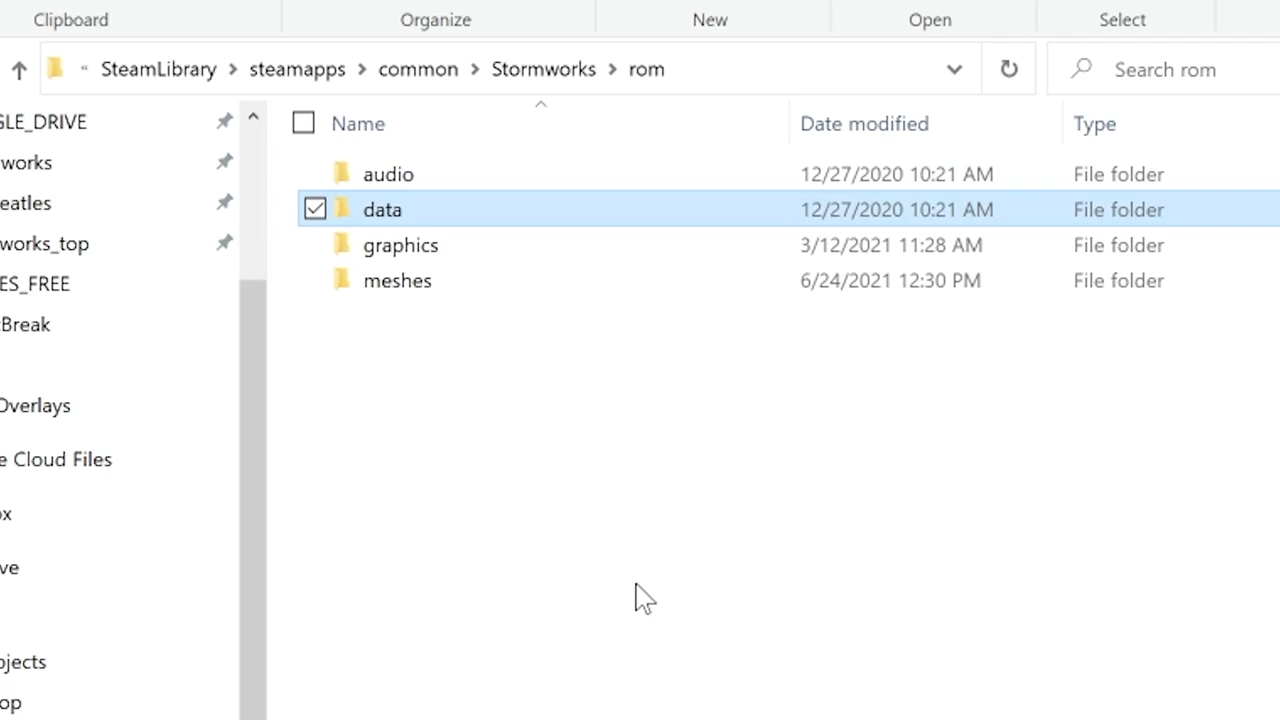 Clipboard Organize New Open Select
« SteamLibrary > steamapps > common > Stormworks > rom Search rom
Name Date modified Type
GLE_DRIVE
works
eatles
works_top
ES_FREE
tBreak
Overlays
e Cloud Files
ox
ve
ojects
op
audio 12/27/2020 10:21 AM File folder
data 12/27/2020 10:21 AM File folder
graphics 3/12/2021 11:28 AM File folder
meshes 6/24/2021 12:30 PM File folder